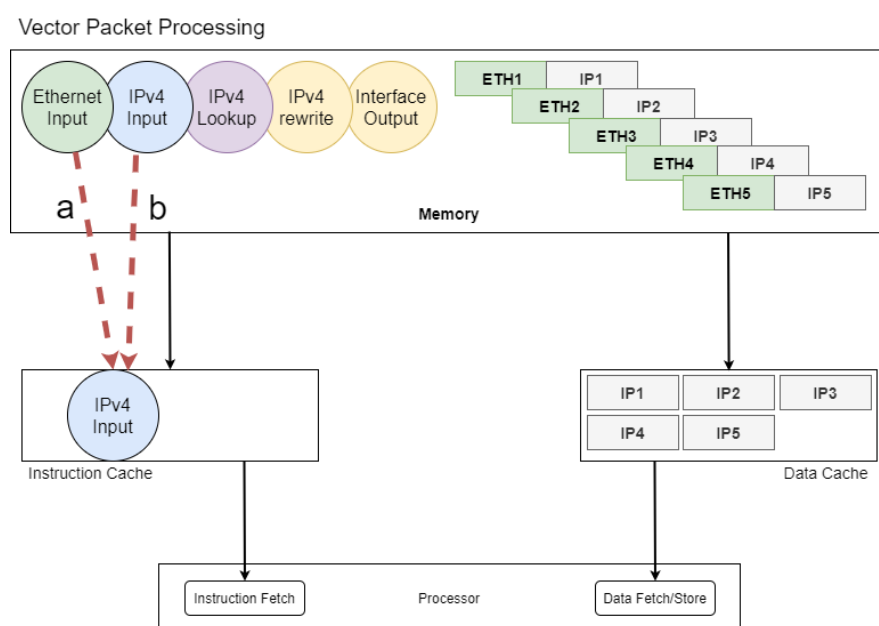 Vector Packet Processing
Ethernet
Input
IPv4
Input
IPv4
Lookup
IPv4
rewrite
Interface
Output
ETH1
IP1
ETH2
IP2
ETH3
IP3
ETH4
IP4
ETH5
IP5
a
b
Memory
IPv4
Input
Instruction Cache
IP1
IP2
IP3
IP4
IP5
Data Cache
Instruction Fetch
Processor
Data Fetch/Store